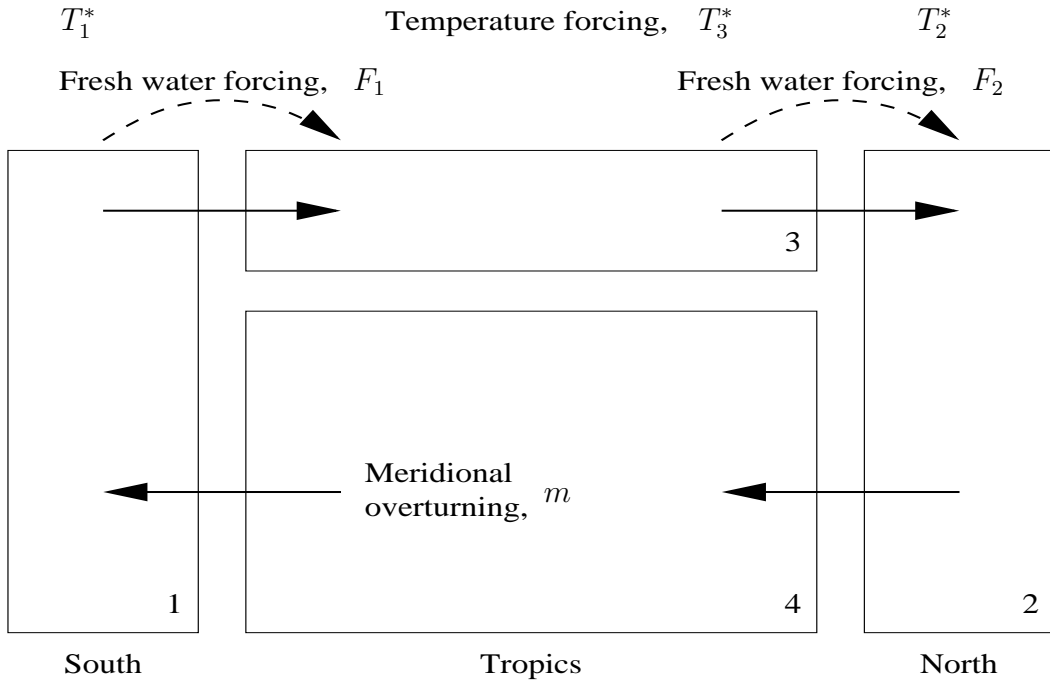 T₁* Temperature forcing, T₃* T₂*
Fresh water forcing, F₁ Fresh water forcing, F₂
3
Meridional
overturning, m
1 4 2
South Tropics North